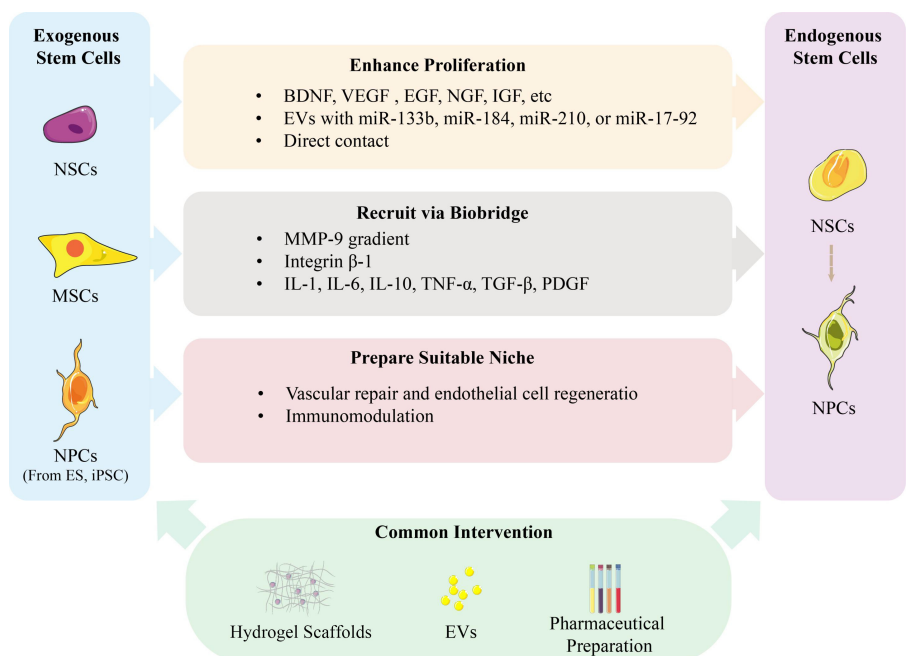 Exogenous
Stem Cells
NSCs
MSCs
NPCs
(From ES, iPSC)
Enhance Proliferation
• BDNF, VEGF , EGF, NGF, IGF, etc
• EVs with miR-133b, miR-184, miR-210, or miR-17-92
• Direct contact
Recruit via Biobridge
• MMP-9 gradient
• Integrin β-1
• IL-1, IL-6, IL-10, TNF-α, TGF-β, PDGF
Prepare Suitable Niche
• Vascular repair and endothelial cell regeneratio
• Immunomodulation
Endogenous
Stem Cells
NSCs
NPCs
Common Intervention
Hydrogel Scaffolds
EVs
Pharmaceutical
Preparation